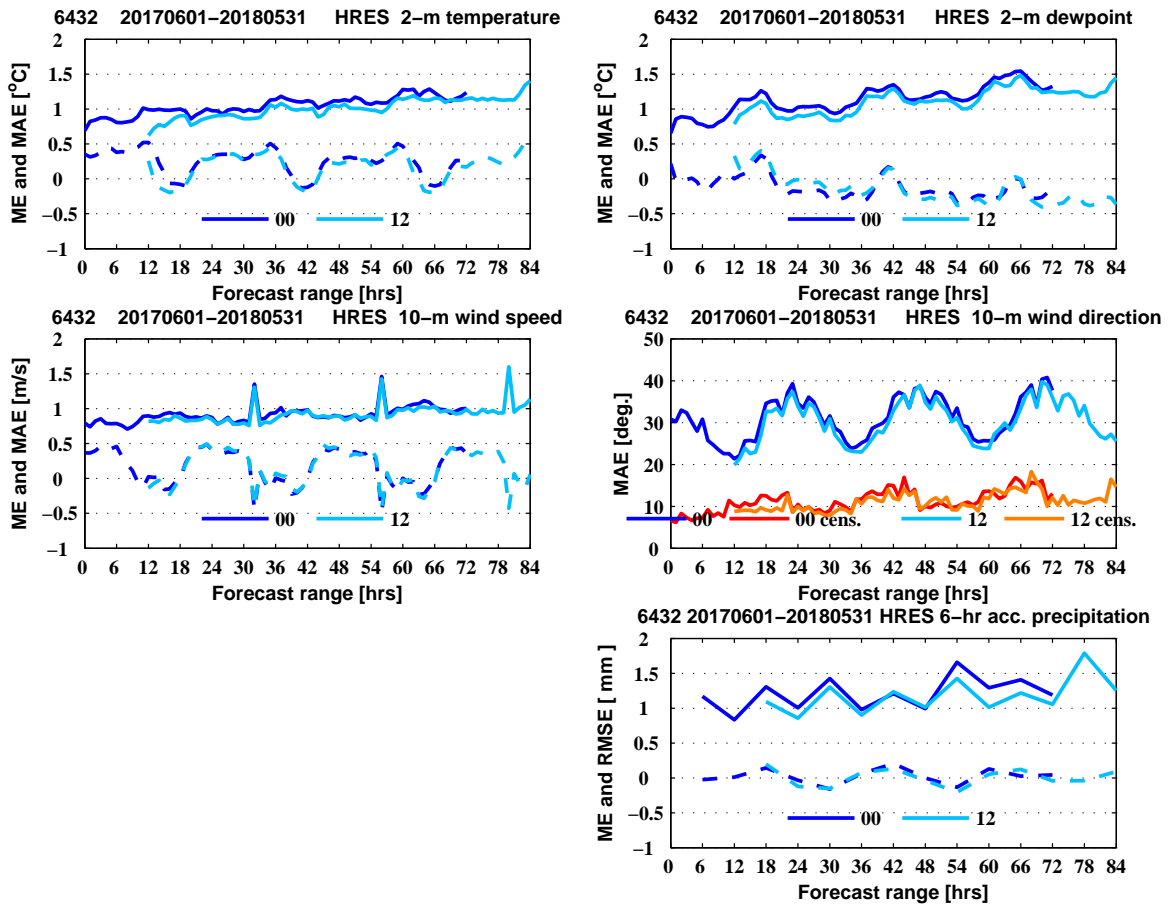 6432 20170601−20180531 HRES 2−m temperature
2
1.5
1
0.5
0
−0.5
−1
ME and MAE [°C]
00 12
0 6 12 18 24 30 36 42 48 54 60 66 72 78 84
Forecast range [hrs]
6432 20170601−20180531 HRES 2−m dewpoint
2
1.5
1
0.5
0
−0.5
−1
ME and MAE [°C]
00 12
0 6 12 18 24 30 36 42 48 54 60 66 72 78 84
Forecast range [hrs]
6432 20170601−20180531 HRES 10−m wind speed
2
1.5
1
0.5
0
−0.5
−1
ME and MAE [m/s]
00 12
0 6 12 18 24 30 36 42 48 54 60 66 72 78 84
Forecast range [hrs]
6432 20170601−20180531 HRES 10−m wind direction
50
40
30
20
10
0
MAE [deg.]
00 00 cens. 12 12 cens.
0 6 12 18 24 30 36 42 48 54 60 66 72 78 84
Forecast range [hrs]
6432 20170601−20180531 HRES 6−hr acc. precipitation
2
1.5
1
0.5
0
−0.5
−1
ME and RMSE [ mm ]
00 12
0 6 12 18 24 30 36 42 48 54 60 66 72 78 84
Forecast range [hrs]